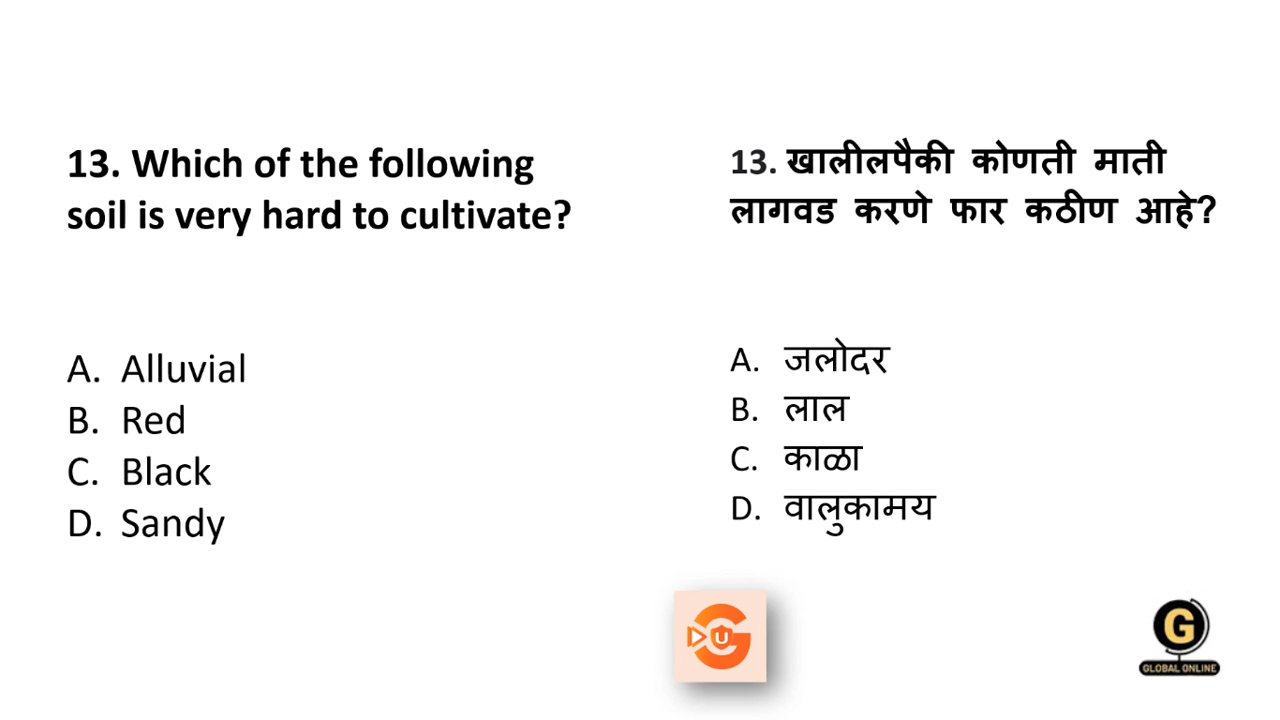 13. Which of the following
soil is very hard to cultivate?
A. Alluvial
B. Red
C. Black
D. Sandy
13. खालीलपैकी कोणती माती
लागवड करणे फार कठीण आहे?
A. जलोदर
B. लाल
C. काळा
D. वालुकामय
U
G
GLOBAL ONLINE